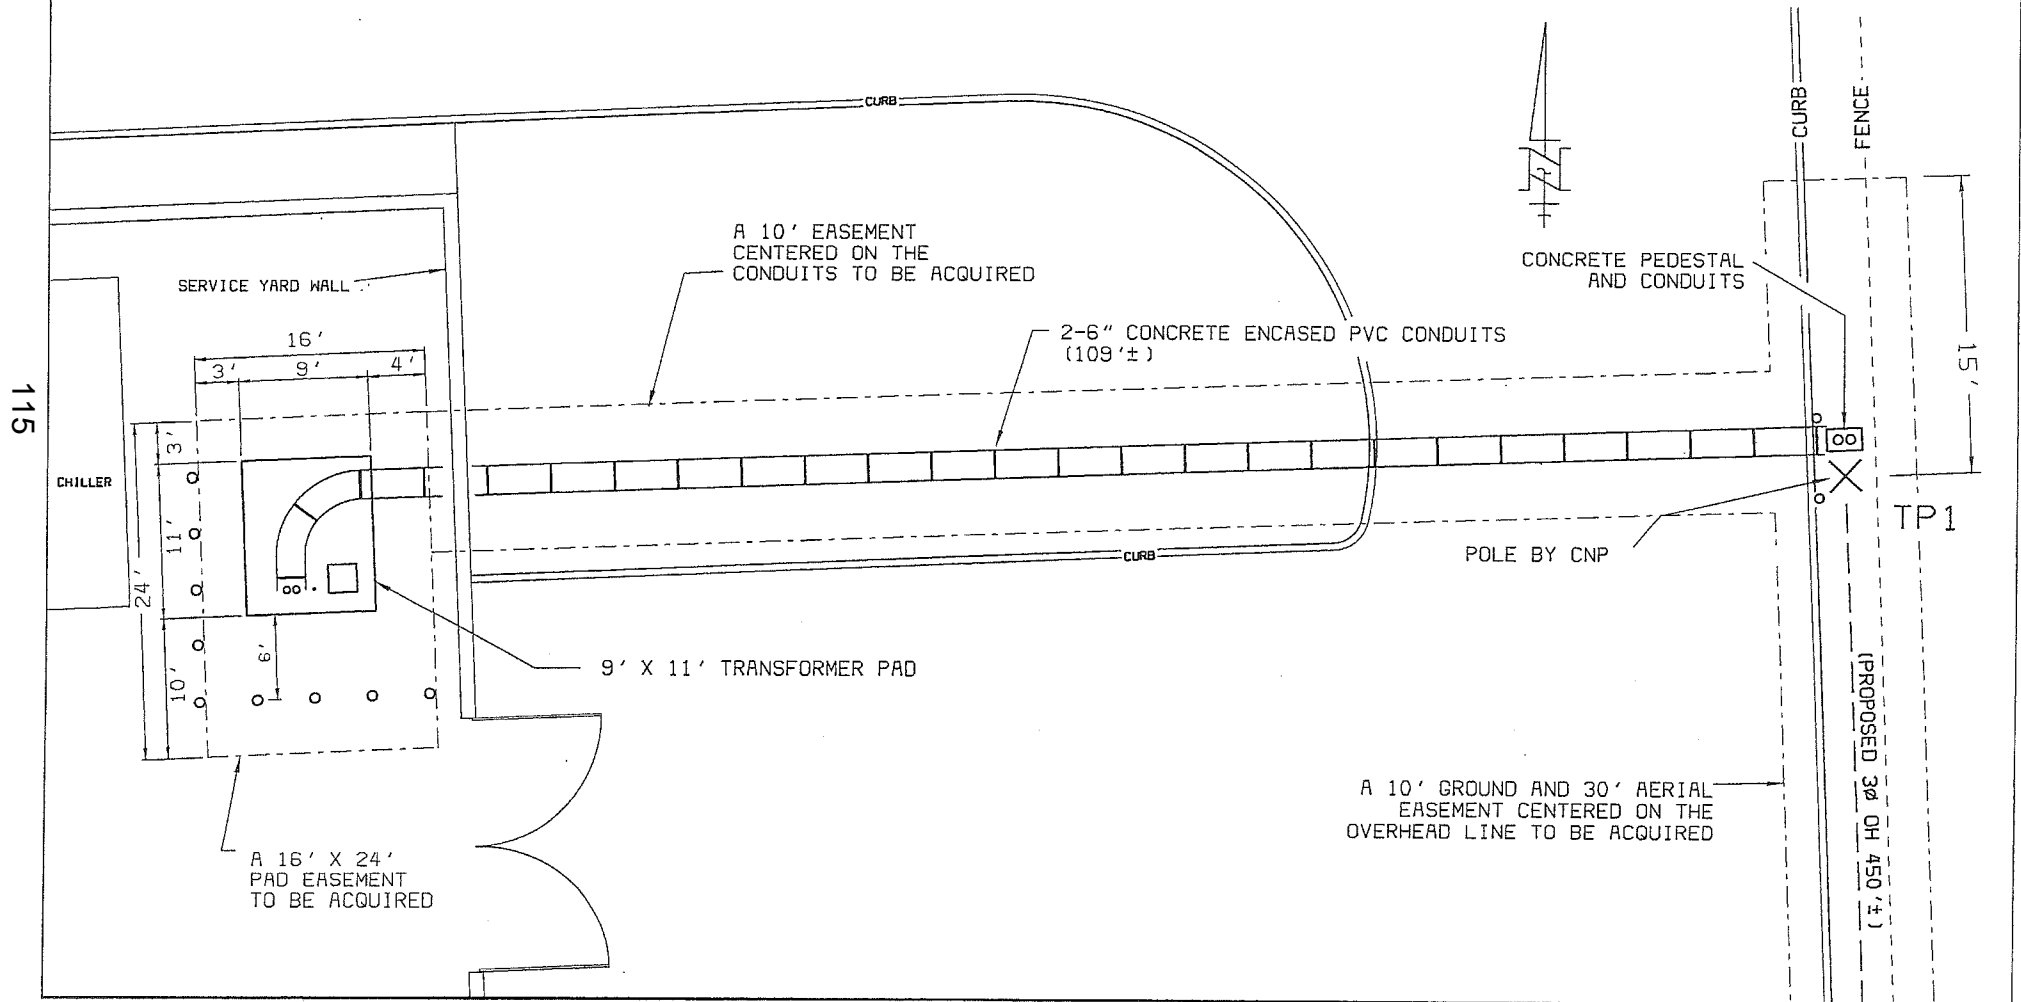 CURB
CURB
FENCE
A 10' EASEMENT
CENTERED ON THE
CONDUITS TO BE ACQUIRED
CONCRETE PEDESTAL
AND CONDUITS
SERVICE YARD WALL
2-6" CONCRETE ENCASED PVC CONDUITS
(109'±)
16'
3'
9'
4'
15'
115
3'
CHILLER
11'
24'
TP1
POLE BY CNP
CURB
6'
10'
9' X 11' TRANSFORMER PAD
(PROPOSED 3ø OH 450'±)
A 10' GROUND AND 30' AERIAL
EASEMENT CENTERED ON THE
OVERHEAD LINE TO BE ACQUIRED
A 16' X 24'
PAD EASEMENT
TO BE ACQUIRED